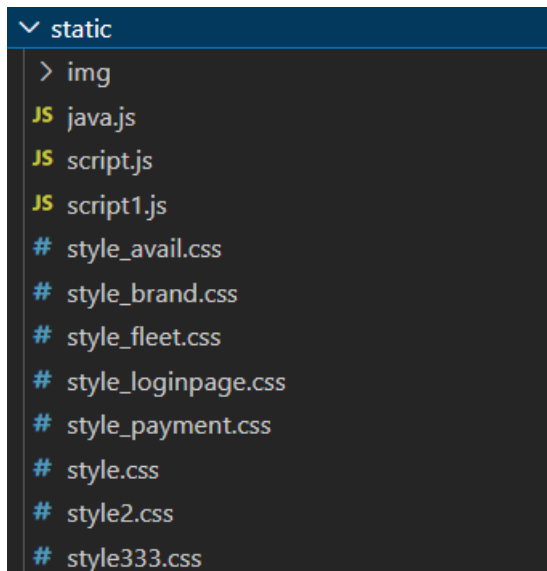 static
img
JS java.js
JS script.js
JS script1.js
# style_avail.css
# style_brand.css
# style_fleet.css
# style_loginpage.css
# style_payment.css
# style.css
# style2.css
# style333.css